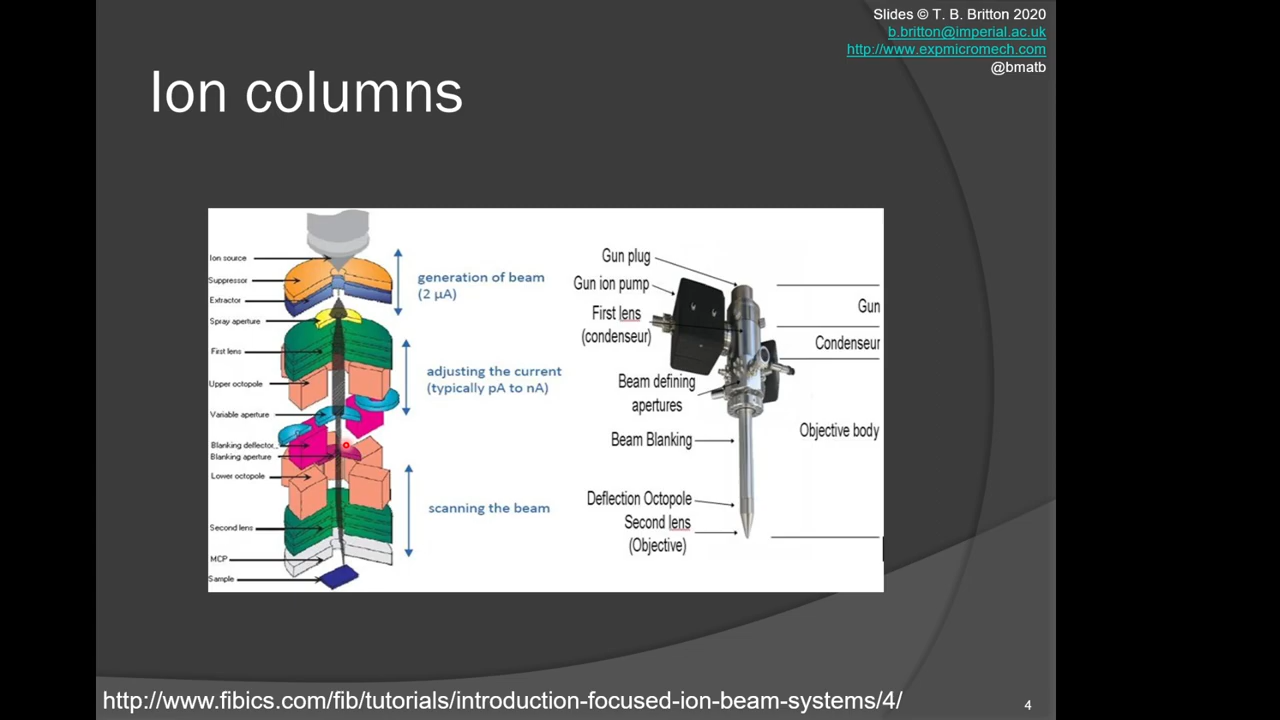 Slides © T. B. Britton 2020
b.britton@imperial.ac.uk
http://www.expmicromech.com
@bmatb
Ion columns
Ion source
Suppressor
Extractor
Spray aperture
First lens
Upper octopole
Variable aperture
Blanking deflector
Blanking aperture
Lower octopole
Second lens
MCP
Sample
generation of beam
(2 µA)
adjusting the current
(typically pA to nA)
scanning the beam
Gun plug
Gun ion pump
First lens
(condenseur)
Beam defining
apertures
Beam Blanking
Deflection Octopole
Second lens
(Objective)
Gun
Condenseur
Objective body
http://www.fibics.com/fib/tutorials/introduction-focused-ion-beam-systems/4/
4